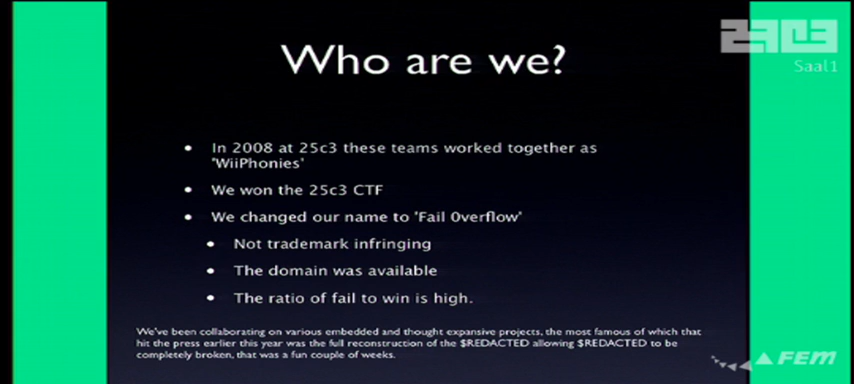 27C3
Saal1
Who are we?
• In 2008 at 25c3 these teams worked together as
'WiiPhonies'
• We won the 25c3 CTF
• We changed our name to 'Fail 0verflow'
• Not trademark infringing
• The domain was available
• The ratio of fail to win is high.
We've been collaborating on various embedded and thought expansive projects, the most famous of which that
hit the press earlier this year was the full reconstruction of the $REDACTED allowing $REDACTED to be
completely broken, that was a fun couple of weeks.
FEM